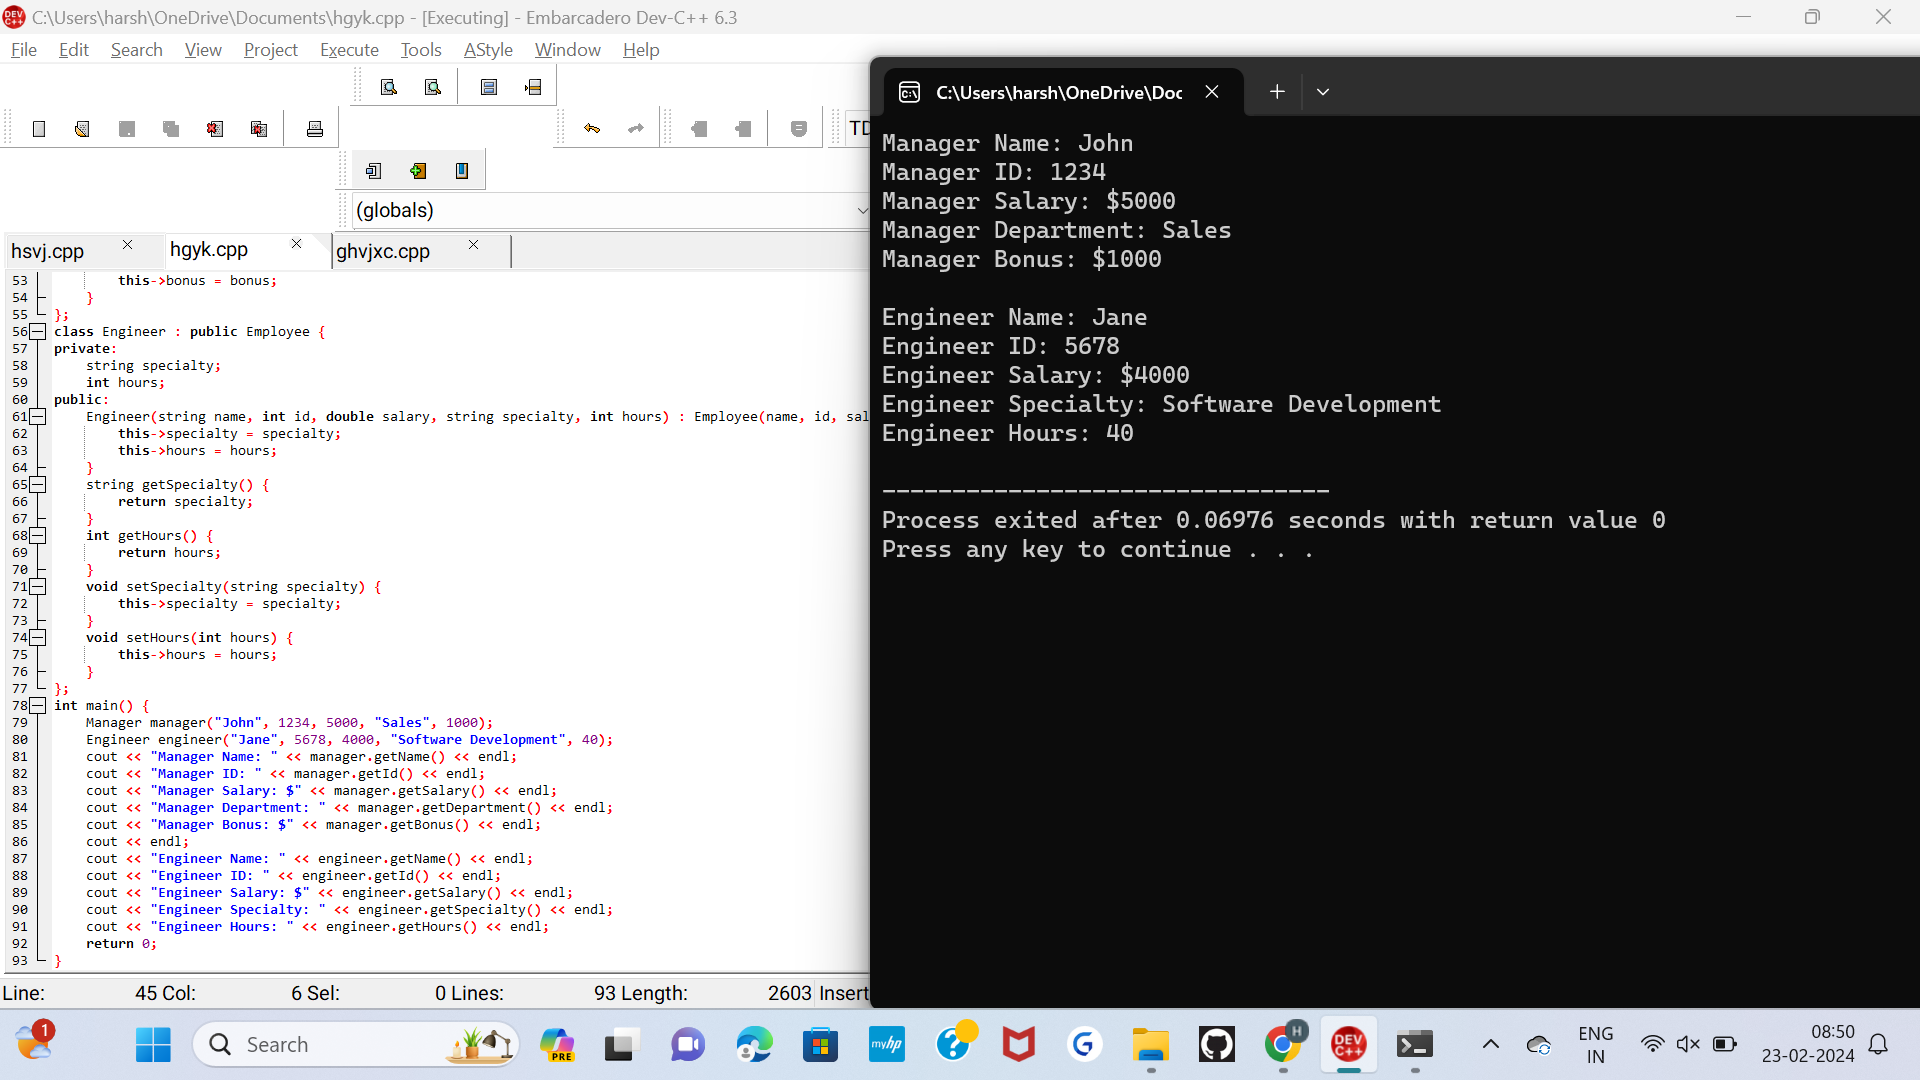 C:\Users\harsh\OneDrive\Documents\hgyk.cpp - [Executing] - Embarcadero Dev-C++ 6.3
File Edit Search View Project Execute Tools AStyle Window Help
(globals)
hsvj.cpp hgyk.cpp ghvjxc.cpp
53 this->bonus = bonus;
54 }
55 };
56 class Engineer : public Employee {
57 private:
58 string specialty;
59 int hours;
60 public:
61 Engineer(string name, int id, double salary, string specialty, int hours) : Employee(name, id, sal
62 this->specialty = specialty;
63 this->hours = hours;
64 }
65 string getSpecialty() {
66 return specialty;
67 }
68 int getHours() {
69 return hours;
70 }
71 void setSpecialty(string specialty) {
72 this->specialty = specialty;
73 }
74 void setHours(int hours) {
75 this->hours = hours;
76 }
77 };
78 int main() {
79 Manager manager("John", 1234, 5000, "Sales", 1000);
80 Engineer engineer("Jane", 5678, 4000, "Software Development", 40);
81 cout << "Manager Name: " << manager.getName() << endl;
82 cout << "Manager ID: " << manager.getId() << endl;
83 cout << "Manager Salary: $" << manager.getSalary() << endl;
84 cout << "Manager Department: " << manager.getDepartment() << endl;
85 cout << "Manager Bonus: $" << manager.getBonus() << endl;
86 cout << endl;
87 cout << "Engineer Name: " << engineer.getName() << endl;
88 cout << "Engineer ID: " << engineer.getId() << endl;
89 cout << "Engineer Salary: $" << engineer.getSalary() << endl;
90 cout << "Engineer Specialty: " << engineer.getSpecialty() << endl;
91 cout << "Engineer Hours: " << engineer.getHours() << endl;
92 return 0;
93 }
Line: 45 Col: 6 Sel: 0 Lines: 93 Length: 2603 Insert
C:\Users\harsh\OneDrive\Doc
Manager Name: John
Manager ID: 1234
Manager Salary: $5000
Manager Department: Sales
Manager Bonus: $1000
Engineer Name: Jane
Engineer ID: 5678
Engineer Salary: $4000
Engineer Specialty: Software Development
Engineer Hours: 40
--------------------------------
Process exited after 0.06976 seconds with return value 0
Press any key to continue . . .
1
Search
PRE
myhp
G
H
DEV C++
ENG
IN
08:50
23-02-2024